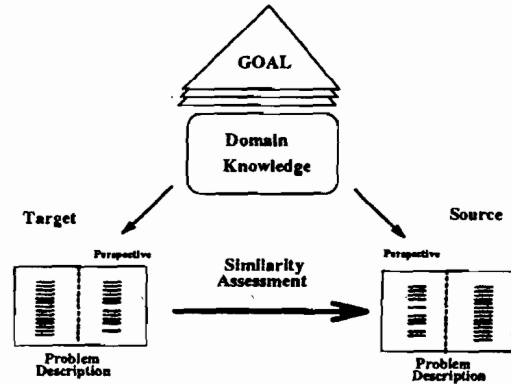 GOAL
Domain
Knowledge
Target
Source
Perspective
Perspective
Similarity
Assessment
Problem
Description
Problem
Description